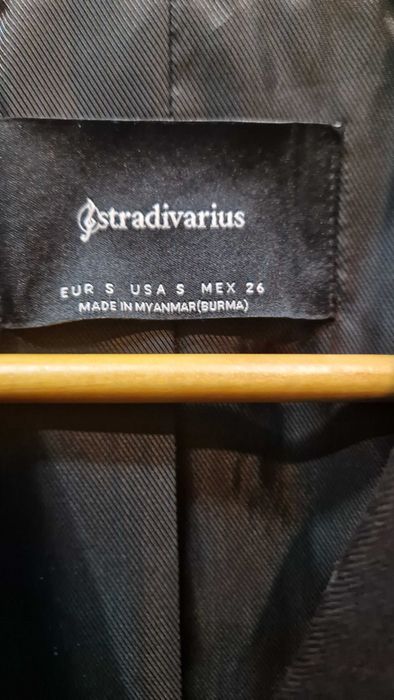 stradivarius
EUR S USA S MEX 26
MADE IN MYANMAR(BURMA)